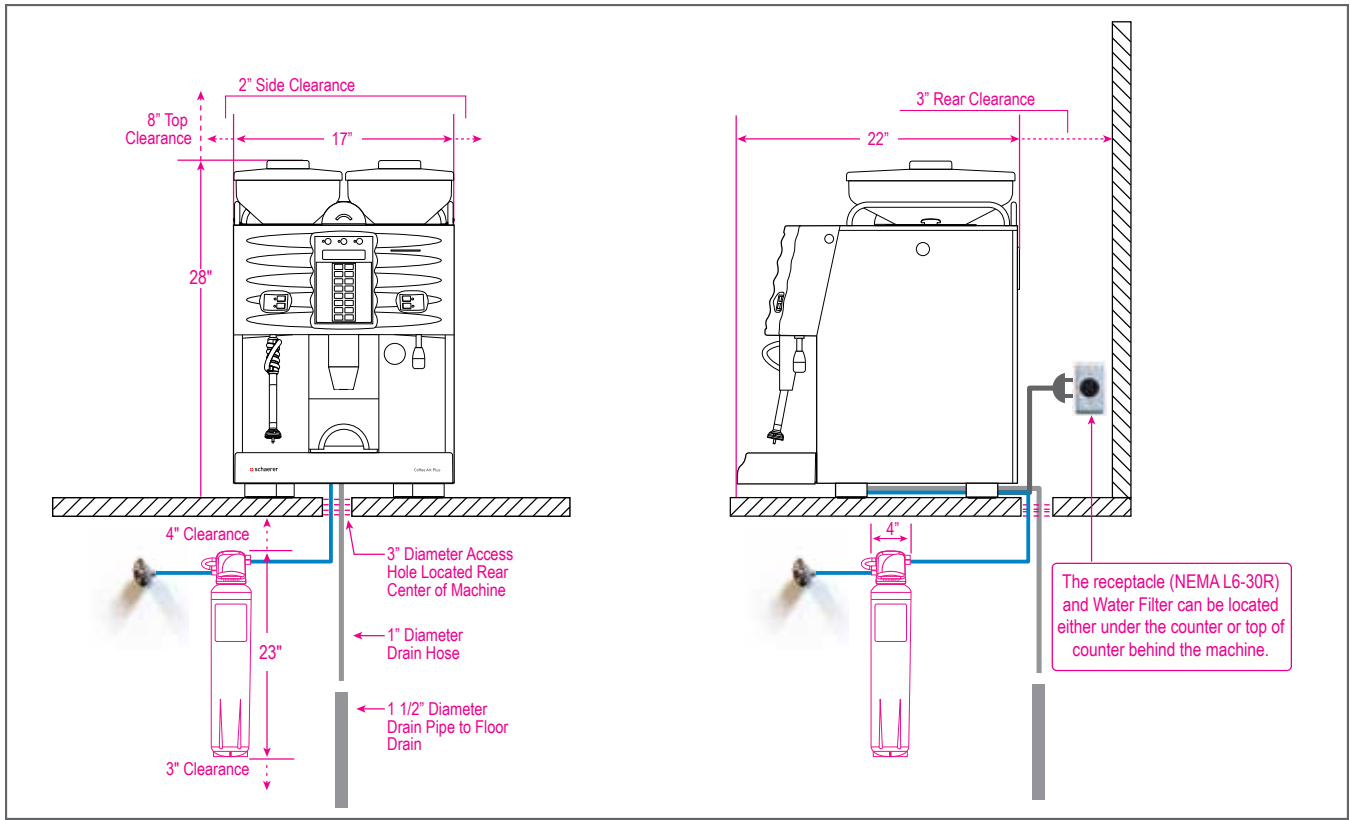 2” Side Clearance
8” Top
Clearance
17”
28"
schaerer
Coffee Art Plus
4" Clearance
3” Diameter Access
Hole Located Rear
Center of Machine
1” Diameter
Drain Hose
23"
1 1/2” Diameter
Drain Pipe to Floor
Drain
3" Clearance
3” Rear Clearance
22”
4”
The receptacle (NEMA L6-30R)
and Water Filter can be located
either under the counter or top of
counter behind the machine.